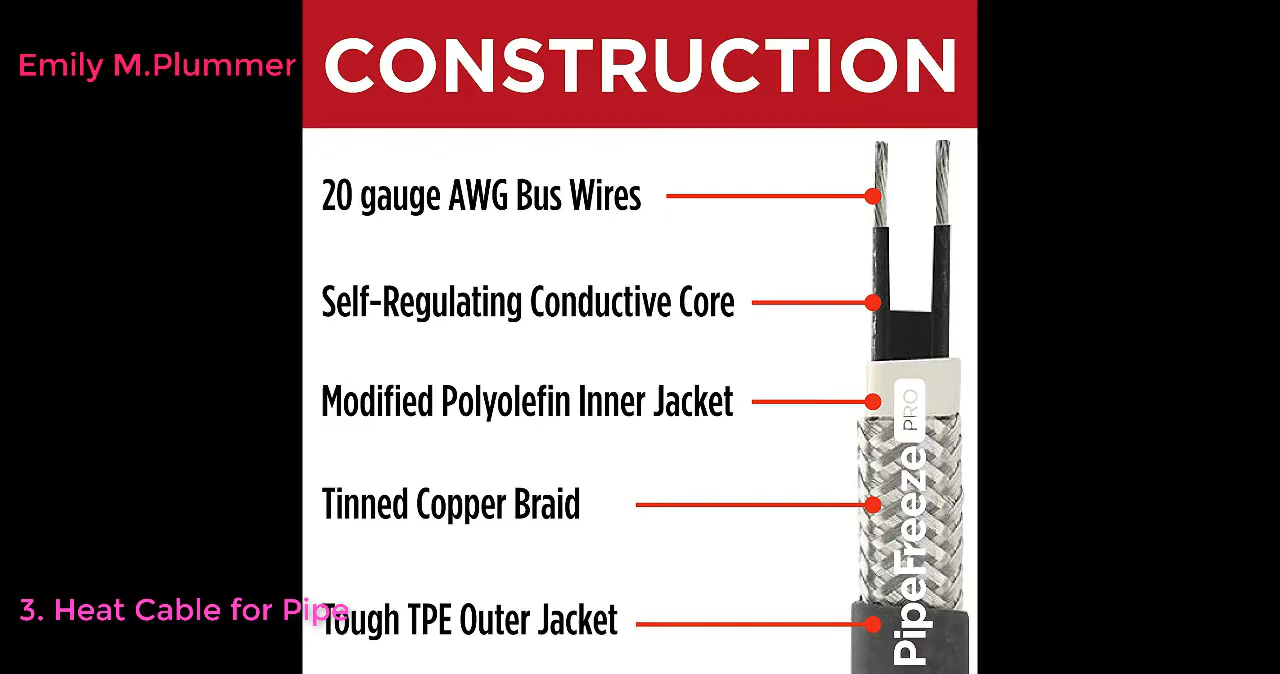 Emily M.Plummer
CONSTRUCTION
20 gauge AWG Bus Wires
Self-Regulating Conductive Core
Modified Polyolefin Inner Jacket
Tinned Copper Braid
3. Heat Cable for Pipe
Tough TPE Outer Jacket
PipeFreeze PRO